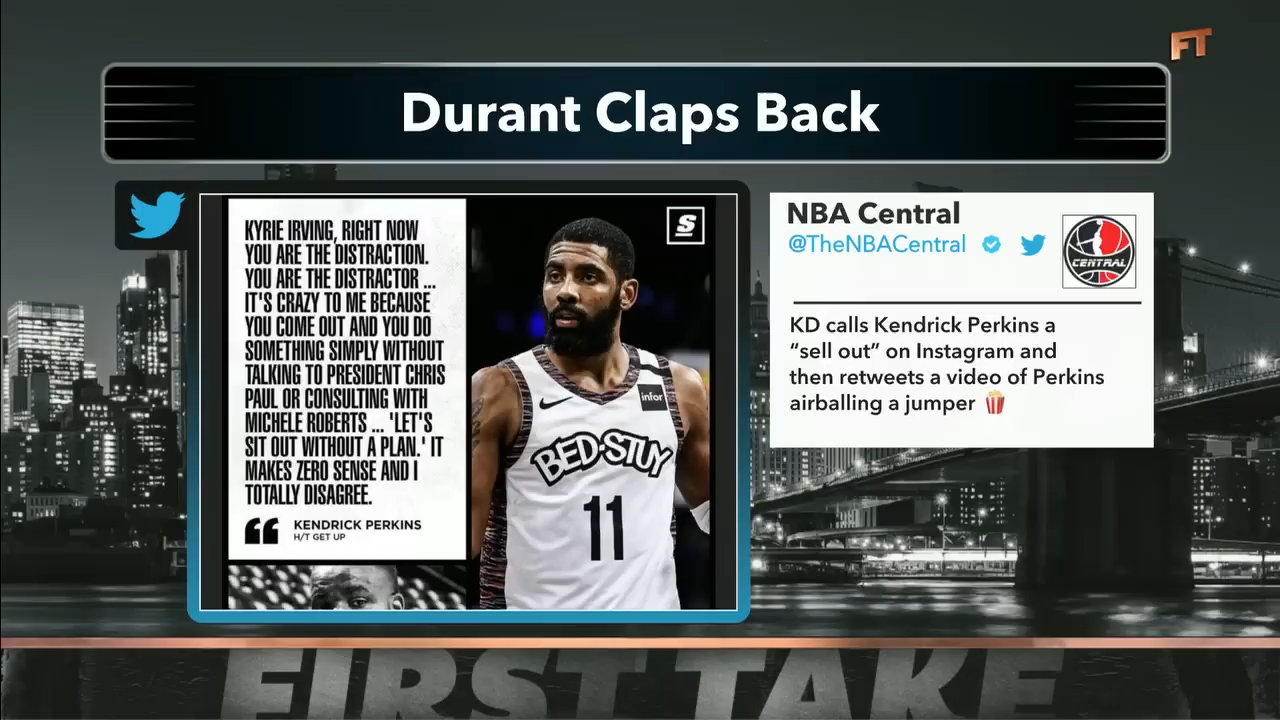 FT
Durant Claps Back
KYRIE IRVING, RIGHT NOW
YOU ARE THE DISTRACTION.
YOU ARE THE DISTRACTOR ...
IT'S CRAZY TO ME BECAUSE
YOU COME OUT AND YOU DO
SOMETHING SIMPLY WITHOUT
TALKING TO PRESIDENT CHRIS
PAUL OR CONSULTING WITH
MICHELE ROBERTS ... 'LET'S
SIT OUT WITHOUT A PLAN.' IT
MAKES ZERO SENSE AND I
TOTALLY DISAGREE.
KENDRICK PERKINS
H/T GET UP
S
infor
BED-STUY
11
NBA Central
@TheNBACentral
CENTRAL
KD calls Kendrick Perkins a
“sell out” on Instagram and
then retweets a video of Perkins
airballing a jumper 🍿
FIRST TAKE